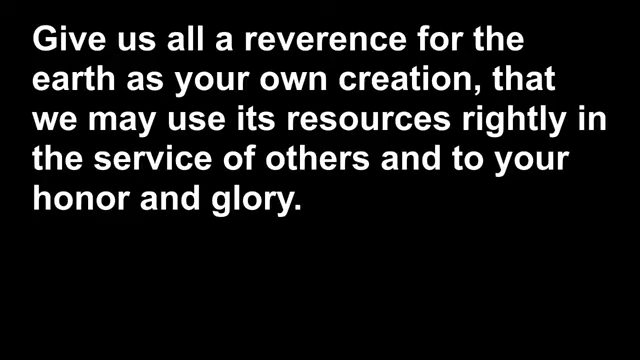 Give us all a reverence for the
earth as your own creation, that
we may use its resources rightly in
the service of others and to your
honor and glory.